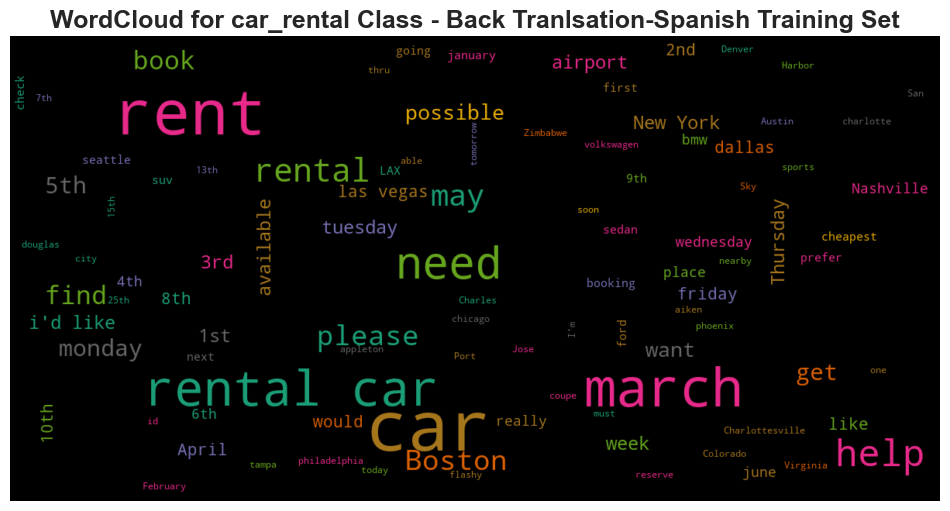 WordCloud for car_rental Class - Back Tranlsation-Spanish Training Set
book
going
january
thru
airport
2nd
Denver
Harbor
check
7th
rent
first
San
possible
tomorrow
Zimbabwe
New York
volkswagen
bmw
Austin
charlotte
dallas
seattle
13th
rental
able
LAX
sports
5th
suv
las vegas
may
9th
Sky
Nashville
15th
available
tuesday
soon
sedan
Thursday
wednesday
cheapest
douglas
city
3rd
need
nearby
prefer
place
4th
find
25th
8th
booking
friday
Charles
aiken
i'd like
chicago
I'm
ford
phoenix
monday
1st
next
please
appleton
Port
Jose
want
get
one
rental car
march
coupe
10th
6th
id
would
car
really
must
Charlottesville
like
April
week
help
tampa
philadelphia
today
Boston
flashy
Colorado
reserve
june
Virginia
February